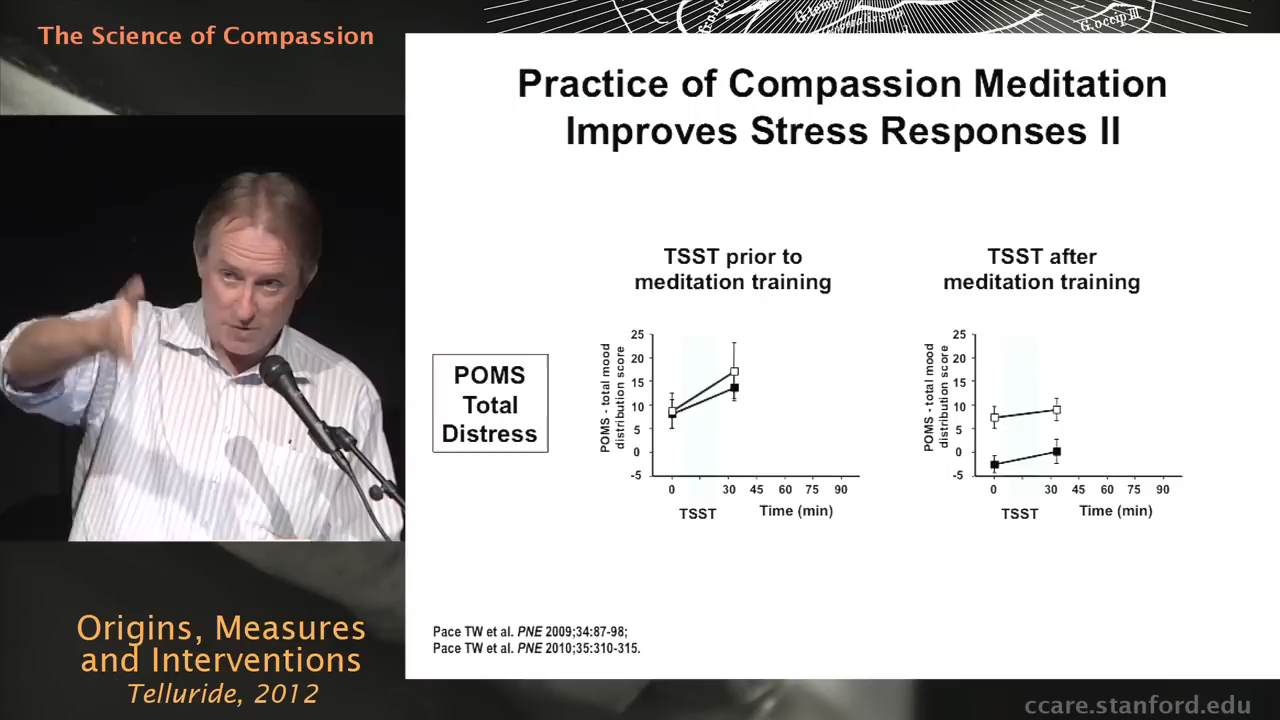 The Science of Compassion
G. occip III
Practice of Compassion Meditation
Improves Stress Responses II
TSST prior to
meditation training
TSST after
meditation training
POMS
Total
Distress
POMS - total mood
distribution score
25
20
15
10
5
0
-5
0 30 45 60 75 90
TSST
Time (min)
POMS - total mood
distribution score
25
20
15
10
5
0
-5
0 30 45 60 75 90
TSST
Time (min)
Pace TW et al. PNE 2009;34:87-98;
Pace TW et al. PNE 2010;35:310-315.
Origins, Measures
and Interventions
Telluride, 2012
ccare.stanford.edu